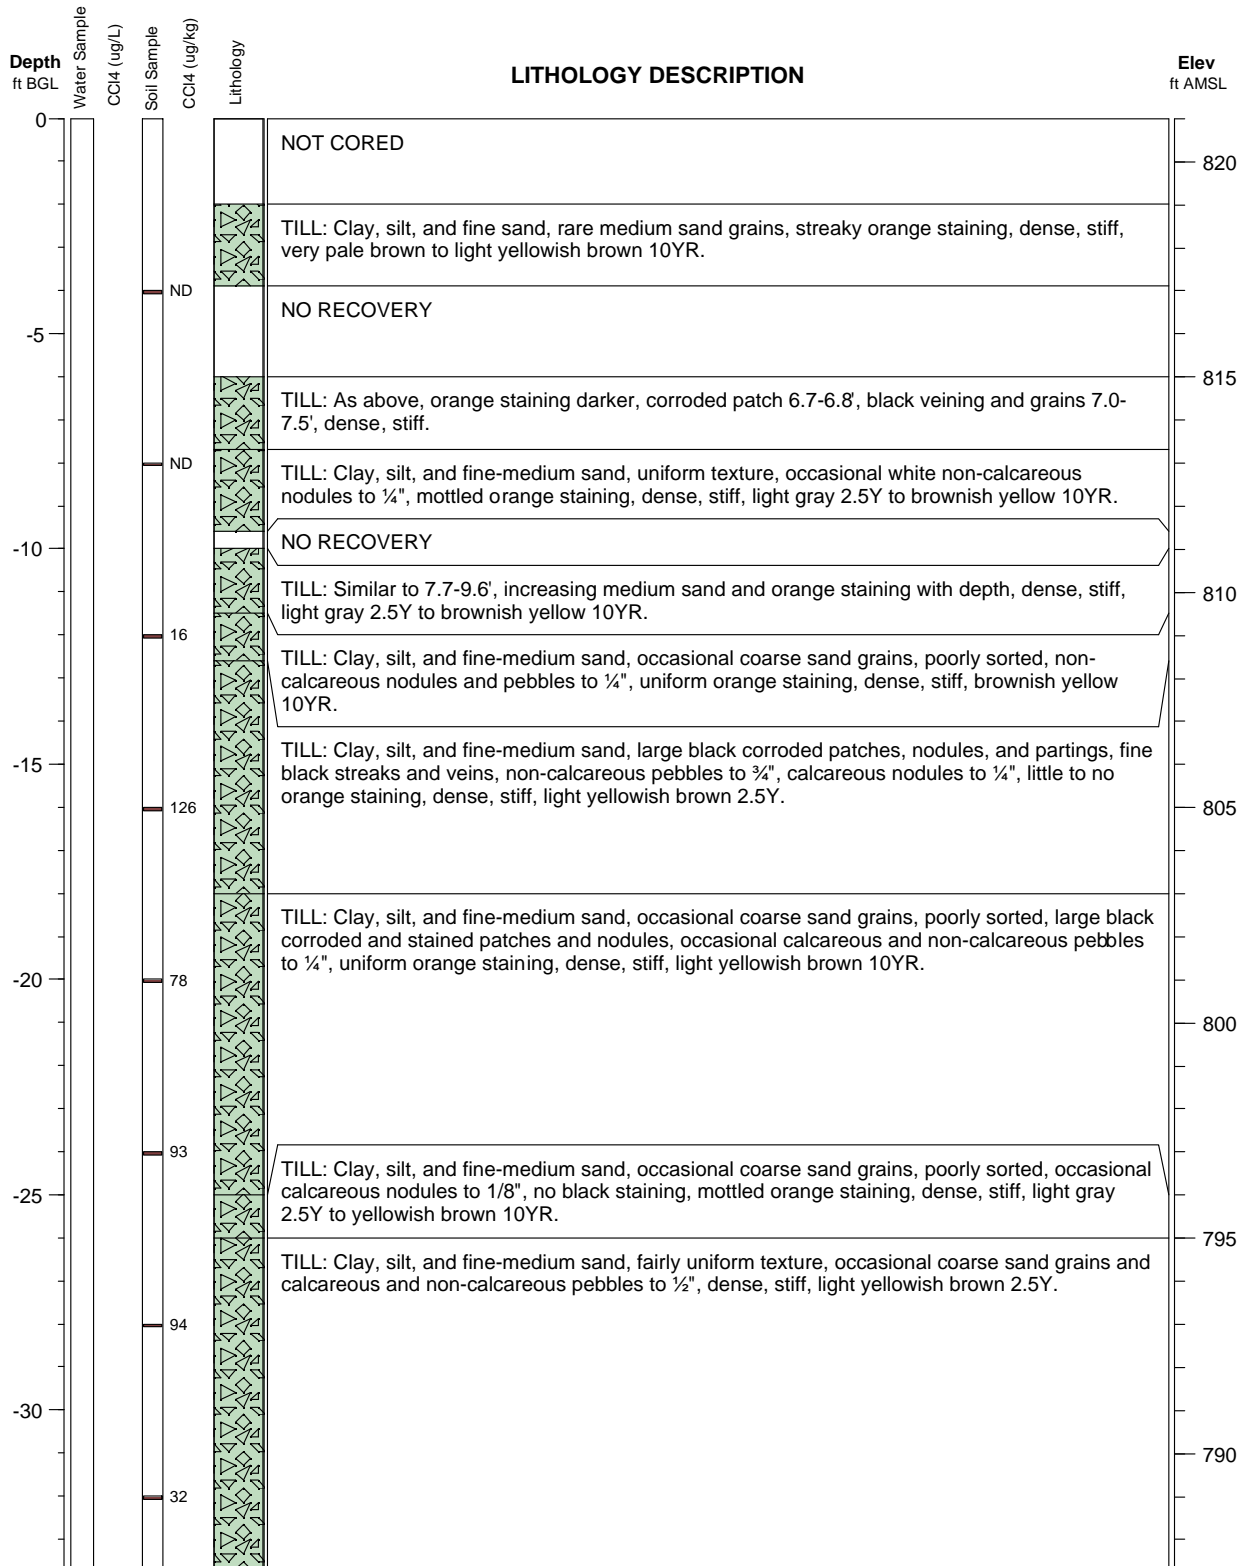 Depth
ft BGL
Water Sample
CCl4 (ug/L)
Soil Sample
CCl4 (ug/kg)
Lithology
LITHOLOGY DESCRIPTION
Elev
ft AMSL
0
NOT CORED
820
TILL: Clay, silt, and fine sand, rare medium sand grains, streaky orange staining, dense, stiff,
very pale brown to light yellowish brown 10YR.
ND
NO RECOVERY
-5
815
TILL: As above, orange staining darker, corroded patch 6.7-6.8', black veining and grains 7.0-
7.5', dense, stiff.
ND
TILL: Clay, silt, and fine-medium sand, uniform texture, occasional white non-calcareous
nodules to ¼", mottled orange staining, dense, stiff, light gray 2.5Y to brownish yellow 10YR.
-10
NO RECOVERY
TILL: Similar to 7.7-9.6', increasing medium sand and orange staining with depth, dense, stiff,
light gray 2.5Y to brownish yellow 10YR.
810
16
TILL: Clay, silt, and fine-medium sand, occasional coarse sand grains, poorly sorted, non-
calcareous nodules and pebbles to ¼", uniform orange staining, dense, stiff, brownish yellow
10YR.
-15
TILL: Clay, silt, and fine-medium sand, large black corroded patches, nodules, and partings, fine
black streaks and veins, non-calcareous pebbles to ¾", calcareous nodules to ¼", little to no
orange staining, dense, stiff, light yellowish brown 2.5Y.
126
805
TILL: Clay, silt, and fine-medium sand, occasional coarse sand grains, poorly sorted, large black
corroded and stained patches and nodules, occasional calcareous and non-calcareous pebbles
to ¼", uniform orange staining, dense, stiff, light yellowish brown 10YR.
-20
78
800
93
TILL: Clay, silt, and fine-medium sand, occasional coarse sand grains, poorly sorted, occasional
calcareous nodules to 1/8", no black staining, mottled orange staining, dense, stiff, light gray
2.5Y to yellowish brown 10YR.
-25
795
TILL: Clay, silt, and fine-medium sand, fairly uniform texture, occasional coarse sand grains and
calcareous and non-calcareous pebbles to ½", dense, stiff, light yellowish brown 2.5Y.
94
-30
790
32